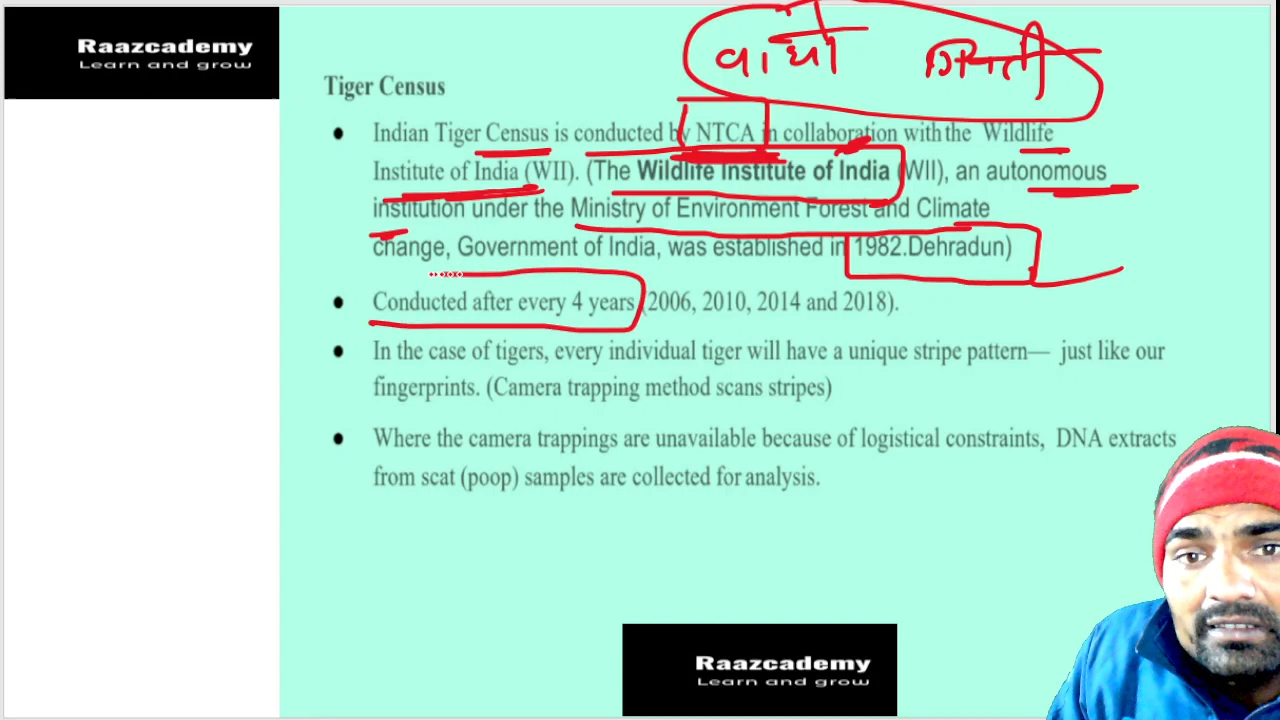 Raazcademy
Learn and grow
Tiger Census
● Indian Tiger Census is conducted by NTCA in collaboration with the Wildlife
Institute of India (WII). (The Wildlife Institute of India (WII), an autonomous
institution under the Ministry of Environment Forest and Climate
change, Government of India, was established in 1982.Dehradun)
● Conducted after every 4 years (2006, 2010, 2014 and 2018).
● In the case of tigers, every individual tiger will have a unique stripe pattern— just like our
fingerprints. (Camera trapping method scans stripes)
● Where the camera trappings are unavailable because of logistical constraints, DNA extracts
from scat (poop) samples are collected for analysis.
Raazcademy
Learn and grow